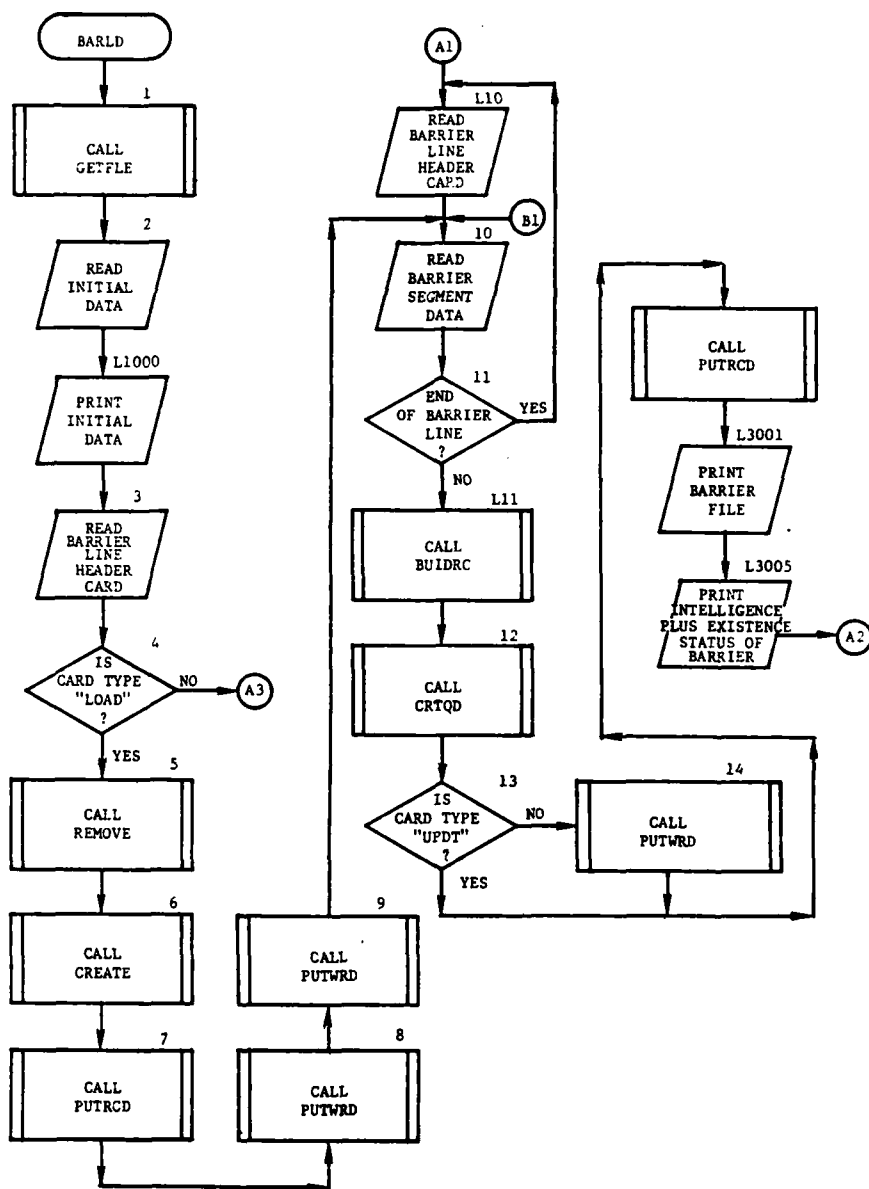 BARLD
1
CALL
GETFLE
2
READ
INITIAL
DATA
L1000
PRINT
INITIAL
DATA
3
READ
BARRIER
LINE
HEADER
CARD
4
IS
CARD TYPE
"LOAD"
?
NO
A3
YES
5
CALL
REMOVE
6
CALL
CREATE
7
CALL
PUTRCD
8
CALL
PUTWRD
9
CALL
PUTWRD
A1
L10
READ
BARRIER
LINE
HEADER
CARD
B1
10
READ
BARRIER
SEGMENT
DATA
11
END
OF BARRIER
LINE
?
YES
NO
L11
CALL
BUIDRC
12
CALL
CRTQD
13
IS
CARD TYPE
"UPDT"
?
NO
YES
14
CALL
PUTWRD
CALL
PUTRCD
L3001
PRINT
BARRIER
FILE
L3005
PRINT
INTELLIGENCE
PLUS EXISTENCE
STATUS OF
BARRIER
A2